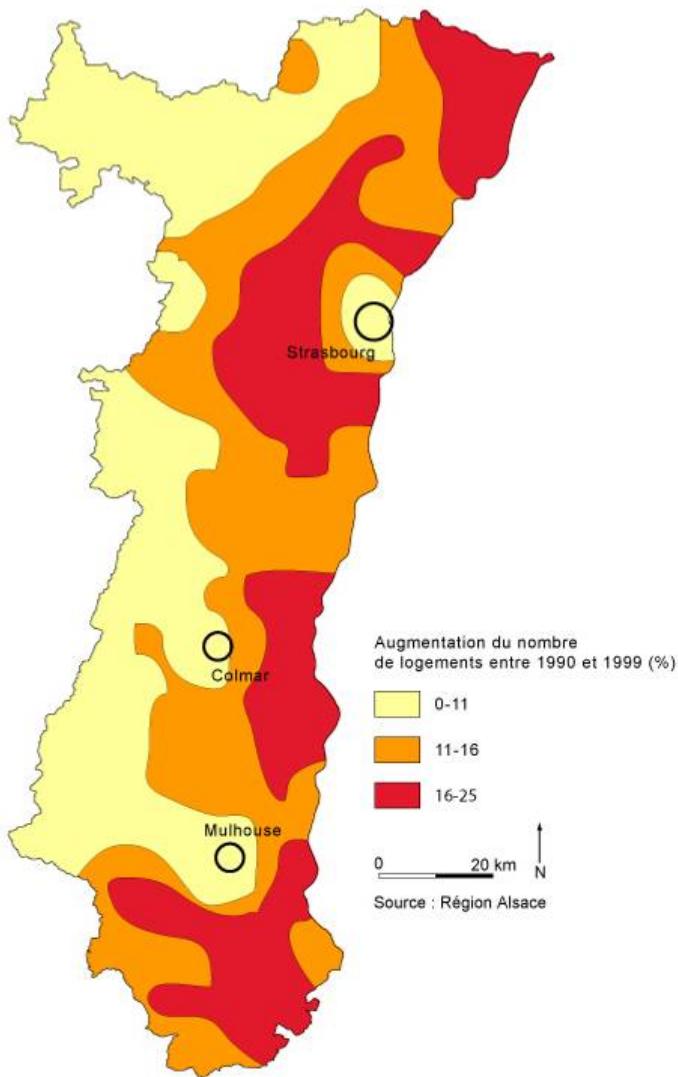 Strasbourg
Augmentation du nombre
de logements entre 1990 et 1999 (%)
Colmar
0-11
11-16
16-25
Mulhouse
0 20 km
N
Source : Région Alsace